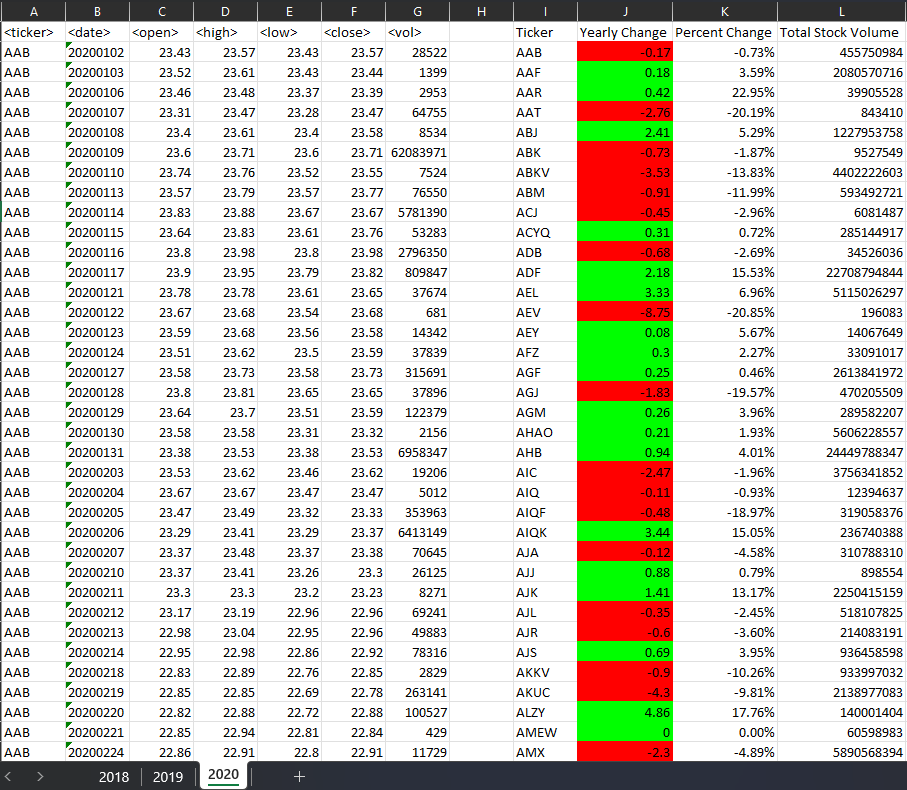 A B C D E F G H I J K L
<ticker> <date> <open> <high> <low> <close> <vol> Ticker Yearly Change Percent Change Total Stock Volume
AAB 20200102 23.43 23.57 23.43 23.57 28522 AAB -0.17 -0.73% 455750984
AAB 20200103 23.52 23.61 23.43 23.44 1399 AAF 0.18 3.59% 2080570716
AAB 20200106 23.46 23.48 23.37 23.39 2953 AAR 0.42 22.95% 39905528
AAB 20200107 23.31 23.47 23.28 23.47 64755 AAT -2.76 -20.19% 843410
AAB 20200108 23.4 23.61 23.4 23.58 8534 ABJ 2.41 5.29% 1227953758
AAB 20200109 23.6 23.71 23.6 23.71 62083971 ABK -0.73 -1.87% 9527549
AAB 20200110 23.74 23.76 23.52 23.55 7524 ABKV -3.53 -13.83% 4402222603
AAB 20200113 23.57 23.79 23.57 23.77 76550 ABM -0.91 -11.99% 593492721
AAB 20200114 23.83 23.88 23.67 23.67 5781390 ACJ -0.45 -2.96% 6081487
AAB 20200115 23.64 23.83 23.61 23.76 53283 ACYQ 0.31 0.72% 285144917
AAB 20200116 23.8 23.98 23.8 23.98 2796350 ADB -0.68 -2.69% 34526036
AAB 20200117 23.9 23.95 23.79 23.82 809847 ADF 2.18 15.53% 22708794844
AAB 20200121 23.78 23.78 23.61 23.65 37674 AEL 3.33 6.96% 5115026297
AAB 20200122 23.67 23.68 23.54 23.68 681 AEV -8.75 -20.85% 196083
AAB 20200123 23.59 23.68 23.56 23.58 14342 AEY 0.08 5.67% 14067649
AAB 20200124 23.51 23.62 23.5 23.59 37839 AFZ 0.3 2.27% 33091017
AAB 20200127 23.58 23.73 23.58 23.73 315691 AGF 0.25 0.46% 2613841972
AAB 20200128 23.8 23.81 23.65 23.65 37896 AGJ -1.83 -19.57% 470205509
AAB 20200129 23.64 23.7 23.51 23.59 122379 AGM 0.26 3.96% 289582207
AAB 20200130 23.58 23.58 23.31 23.32 2156 AHAO 0.21 1.93% 5606228557
AAB 20200131 23.38 23.53 23.38 23.53 6958347 AHB 0.94 4.01% 24449788347
AAB 20200203 23.53 23.62 23.46 23.62 19206 AIC -2.47 -1.96% 3756341852
AAB 20200204 23.67 23.67 23.47 23.47 5012 AIQ -0.11 -0.93% 12394637
AAB 20200205 23.47 23.49 23.32 23.33 353963 AIQF -0.48 -18.97% 319058376
AAB 20200206 23.29 23.41 23.29 23.37 6413149 AIQK 3.44 15.05% 236740388
AAB 20200207 23.37 23.48 23.37 23.38 70645 AJA -0.12 -4.58% 310788310
AAB 20200210 23.37 23.41 23.26 23.3 26125 AJJ 0.88 0.79% 898554
AAB 20200211 23.3 23.3 23.2 23.23 8271 AJK 1.41 13.17% 2250415159
AAB 20200212 23.17 23.19 22.96 22.96 69241 AJL -0.35 -2.45% 518107825
AAB 20200213 22.98 23.04 22.95 22.96 49883 AJR -0.6 -3.60% 214083191
AAB 20200214 22.95 22.98 22.86 22.92 78316 AJS 0.69 3.95% 936458598
AAB 20200218 22.83 22.89 22.76 22.85 2829 AKKV -0.9 -10.26% 933997032
AAB 20200219 22.85 22.85 22.69 22.78 263141 AKUC -4.3 -9.81% 2138977083
AAB 20200220 22.82 22.88 22.72 22.88 100527 ALZY 4.86 17.76% 140001404
AAB 20200221 22.85 22.94 22.81 22.84 429 AMEW 0 0.00% 60598983
AAB 20200224 22.86 22.91 22.8 22.91 11729 AMX -2.3 -4.89% 5890568394
2018 2019 2020